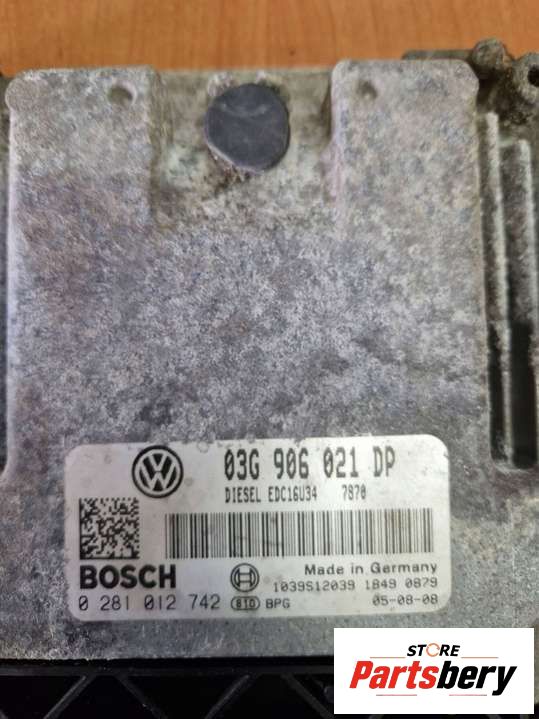 03G 906 021 DP
DIESEL EDC16U34 7870
BOSCH
Made in Germany
1039S12039 1849 0879
0 281 012 742 610 BPG 05-08-08
STORE
Partsbery